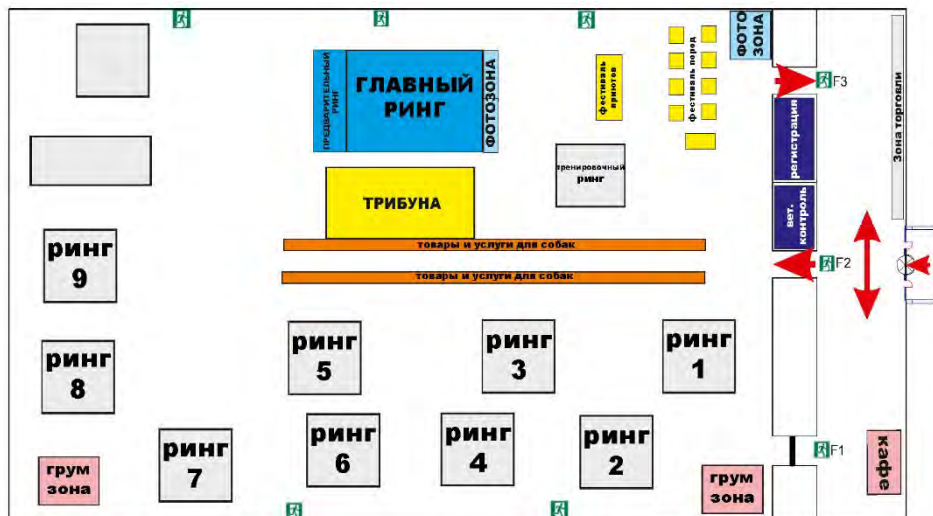 ПРЕДВАРИТЕЛЬНЫЙ
РИНГ
ГЛАВНЫЙ
РИНГ
ФОТОЗОНА
фестиваль
приютов
фестиваль пород
ФОТО
ЗОНА
F3
регистрация
Зона торговли
тренировочный
ринг
ТРИБУНА
вет.
контроль
товары и услуги для собак
товары и услуги для собак
F2
ринг
9
ринг
8
ринг
5
ринг
3
ринг
1
ринг
7
ринг
6
ринг
4
ринг
2
F1
кафе
грум
зона
грум
зона